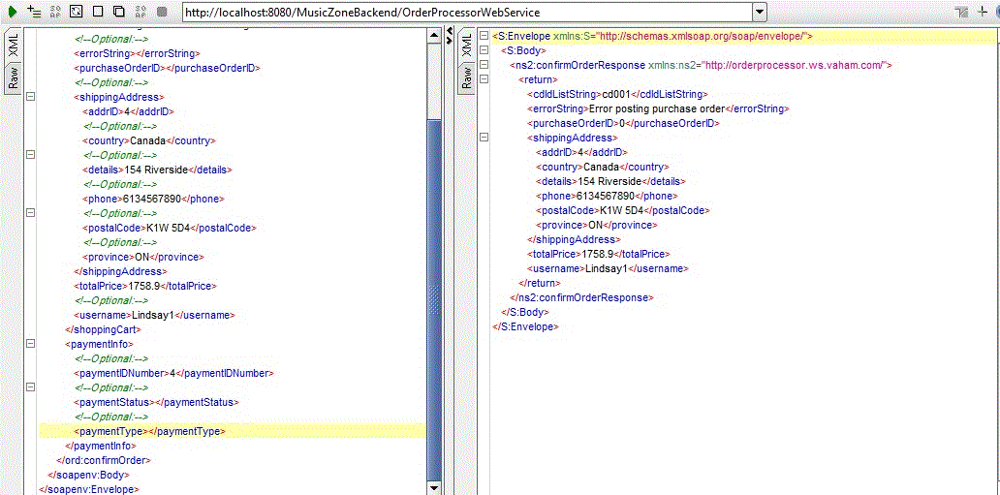 http://localhost:8080/MusicZoneBackend/OrderProcessorWebService
XML
Raw
<!--Optional:-->
<errorString></errorString>
<purchaseOrderID></purchaseOrderID>
<!--Optional:-->
<shippingAddress>
<addrID>4</addrID>
<!--Optional:-->
<country>Canada</country>
<!--Optional:-->
<details>154 Riverside</details>
<!--Optional:-->
<phone>6134567890</phone>
<!--Optional:-->
<postalCode>K1W 5D4</postalCode>
<!--Optional:-->
<province>ON</province>
</shippingAddress>
<totalPrice>1758.9</totalPrice>
<!--Optional:-->
<username>Lindsay1</username>
</shoppingCart>
<paymentInfo>
<!--Optional:-->
<paymentIDNumber>4</paymentIDNumber>
<!--Optional:-->
<paymentStatus></paymentStatus>
<!--Optional:-->
<paymentType></paymentType>
</paymentInfo>
</ord:confirmOrder>
</soapenv:Body>
</soapenv:Envelope>
XML
Raw
<S:Envelope xmlns:S="http://schemas.xmlsoap.org/soap/envelope/">
<S:Body>
<ns2:confirmOrderResponse xmlns:ns2="http://orderprocessor.ws.vaham.com/">
<return>
<cdIdListString>cd001</cdIdListString>
<errorString>Error posting purchase order</errorString>
<purchaseOrderID>0</purchaseOrderID>
<shippingAddress>
<addrID>4</addrID>
<country>Canada</country>
<details>154 Riverside</details>
<phone>6134567890</phone>
<postalCode>K1W 5D4</postalCode>
<province>ON</province>
</shippingAddress>
<totalPrice>1758.9</totalPrice>
<username>Lindsay1</username>
</return>
</ns2:confirmOrderResponse>
</S:Body>
</S:Envelope>